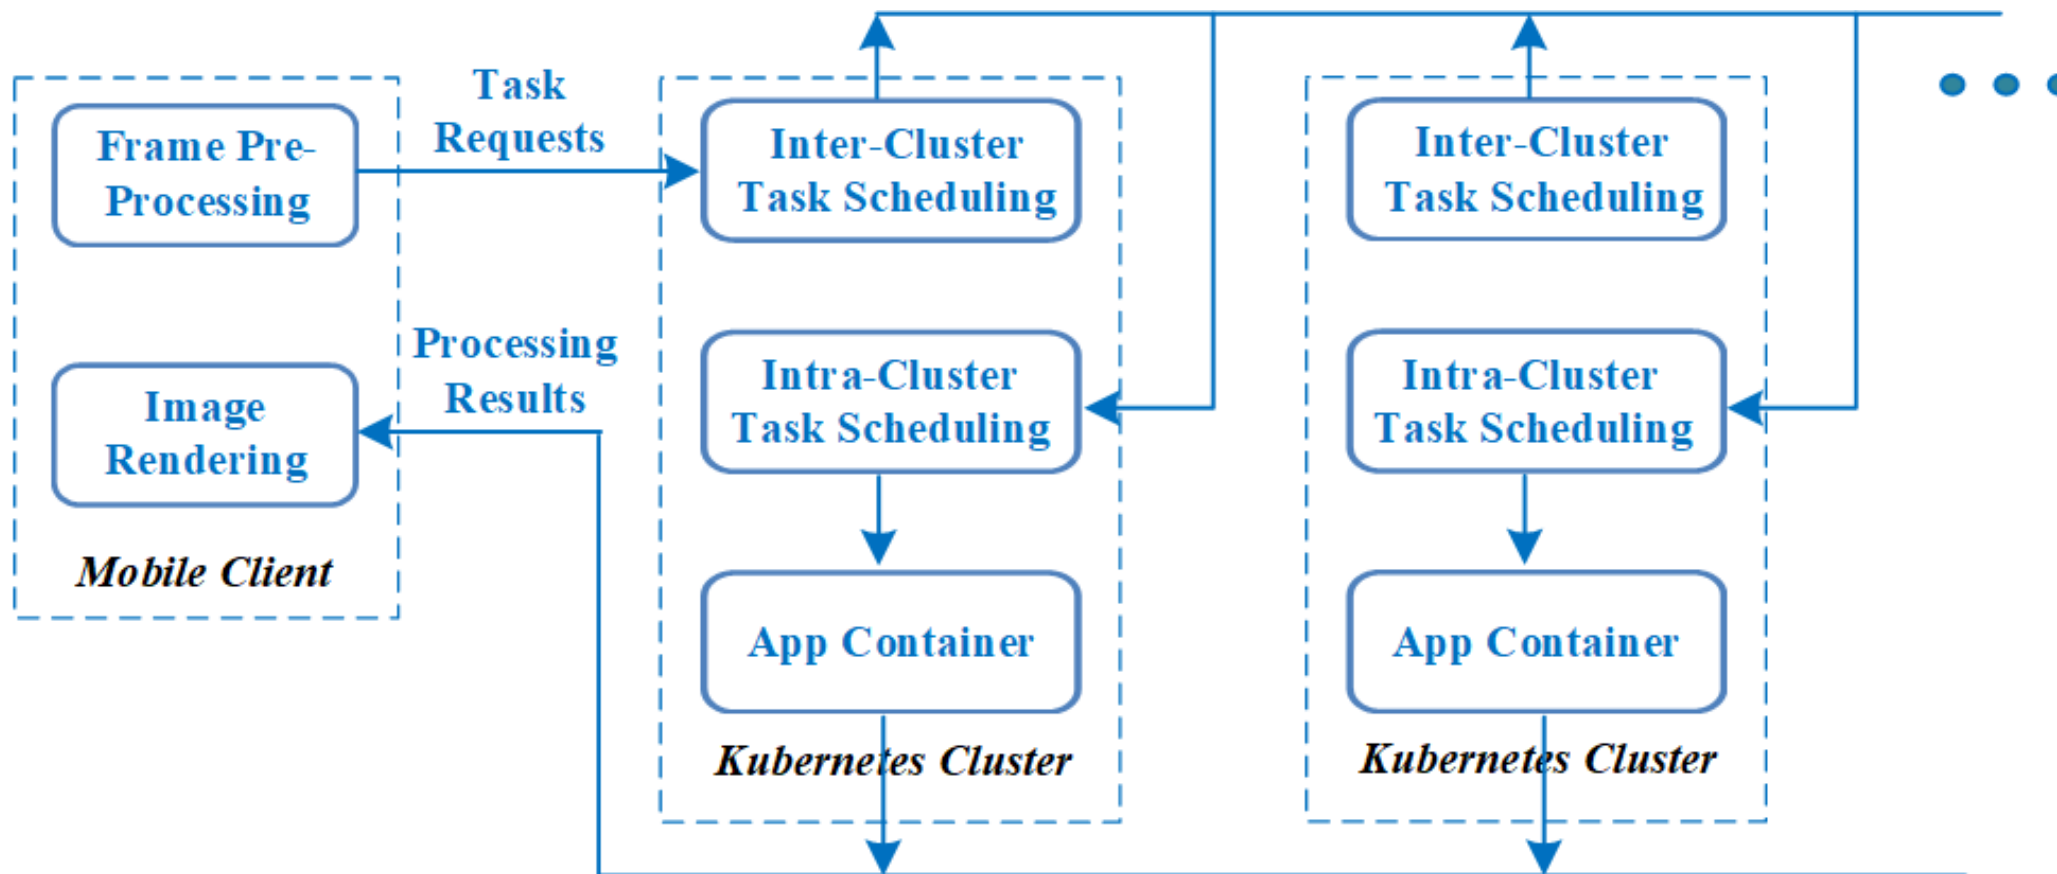 Frame Pre-
Processing
Image
Rendering
Mobile Client
Task
Requests
Processing
Results
Inter-Cluster
Task Scheduling
Intra-Cluster
Task Scheduling
App Container
Kubernetes Cluster
Inter-Cluster
Task Scheduling
Intra-Cluster
Task Scheduling
App Container
Kubernetes Cluster